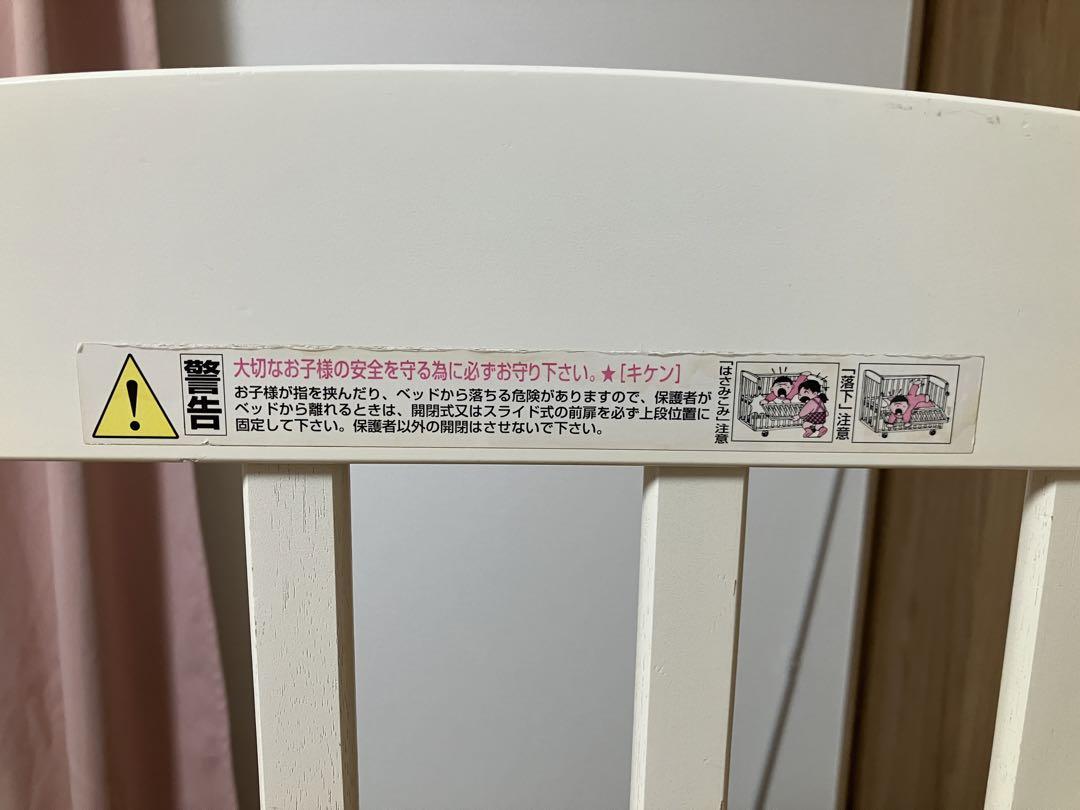 警告
大切なお子様の安全を守る為に必ずお守り下さい。★[キケン]
お子様が指を挟んだり、ベッドから落ちる危険がありますので、保護者が
ベッドから離れるときは、開閉式又はスライド式の前扉を必ず上段位置に
固定して下さい。保護者以外の開閉はさせないで下さい。
「はさみこみ」注意
「落下」注意